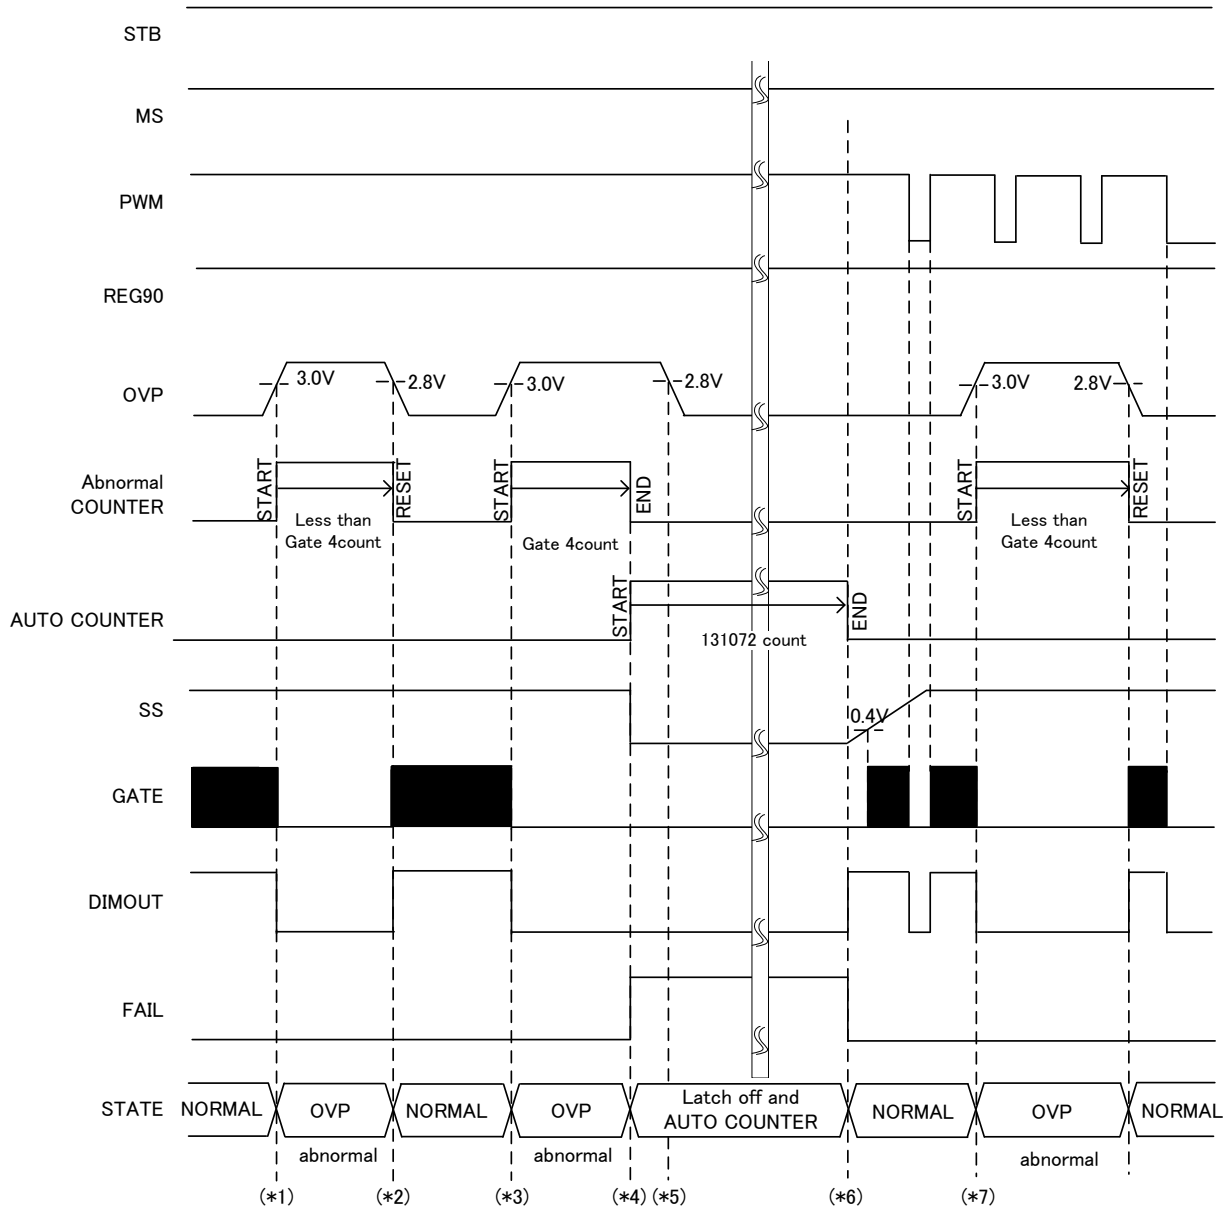 STB
MS
PWM
REG90
OVP
3.0V
2.8V
3.0V
2.8V
3.0V
2.8V
Abnormal
COUNTER
START
RESET
START
END
START
RESET
Less than
Gate 4count
Gate 4count
Less than
Gate 4count
AUTO COUNTER
START
END
131072 count
SS
0.4V
GATE
DIMOUT
FAIL
STATE
NORMAL
OVP
NORMAL
OVP
Latch off and
AUTO COUNTER
NORMAL
OVP
NORMAL
abnormal
abnormal
abnormal
(*1)
(*2)
(*3)
(*4)
(*5)
(*6)
(*7)